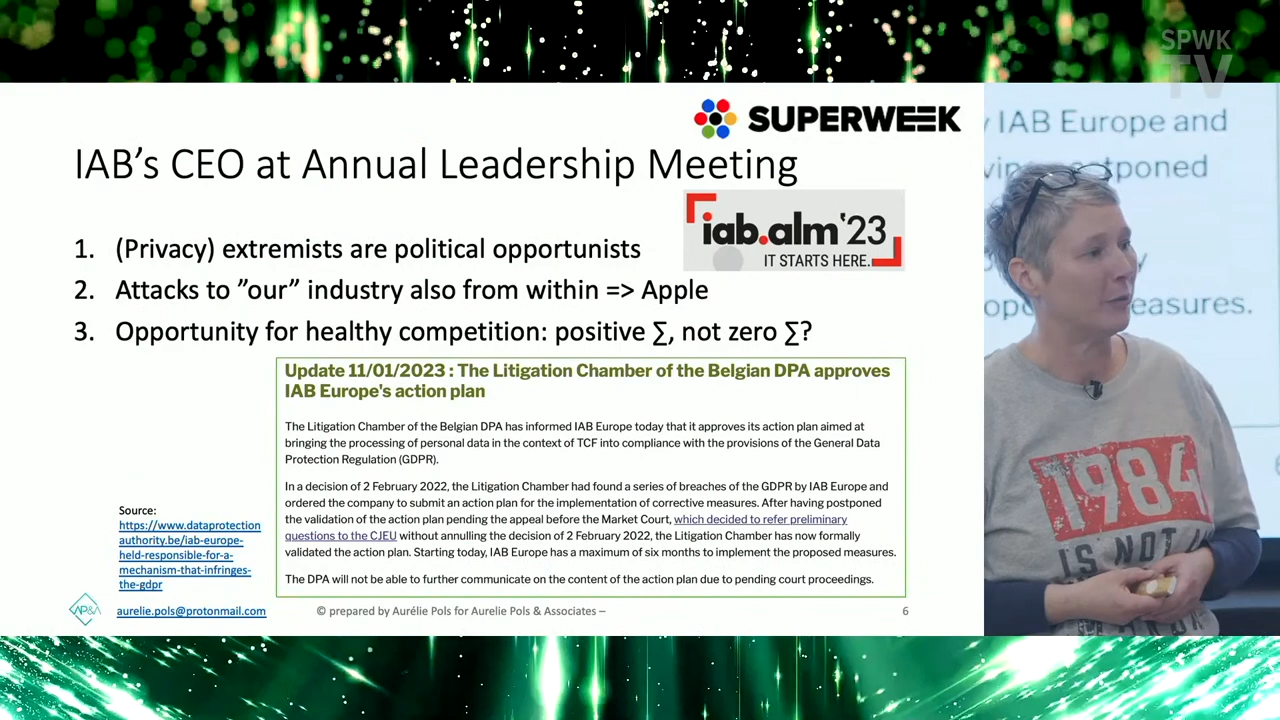 SPWK
TV
SUPERWEEK
IAB's CEO at Annual Leadership Meeting
iab.alm'23
IT STARTS HERE.
1. (Privacy) extremists are political opportunists
2. Attacks to ”our” industry also from within => Apple
3. Opportunity for healthy competition: positive ∑, not zero ∑?
Update 11/01/2023 : The Litigation Chamber of the Belgian DPA approves
IAB Europe's action plan
The Litigation Chamber of the Belgian DPA has informed IAB Europe today that it approves its action plan aimed at
bringing the processing of personal data in the context of TCF into compliance with the provisions of the General Data
Protection Regulation (GDPR).
In a decision of 2 February 2022, the Litigation Chamber had found a series of breaches of the GDPR by IAB Europe and
ordered the company to submit an action plan for the implementation of corrective measures. After having postponed
the validation of the action plan pending the appeal before the Market Court, which decided to refer preliminary
questions to the CJEU without annulling the decision of 2 February 2022, the Litigation Chamber has now formally
validated the action plan. Starting today, IAB Europe has a maximum of six months to implement the proposed measures.
The DPA will not be able to further communicate on the content of the action plan due to pending court proceedings.
Source:
https://www.dataprotection
authority.be/iab-europe-
held-responsible-for-a-
mechanism-that-infringes-
the-gdpr
AP&A
aurelie.pols@protonmail.com
© prepared by Aurélie Pols for Aurelie Pols & Associates –
6
IAB Europe and
1984
IS NOT